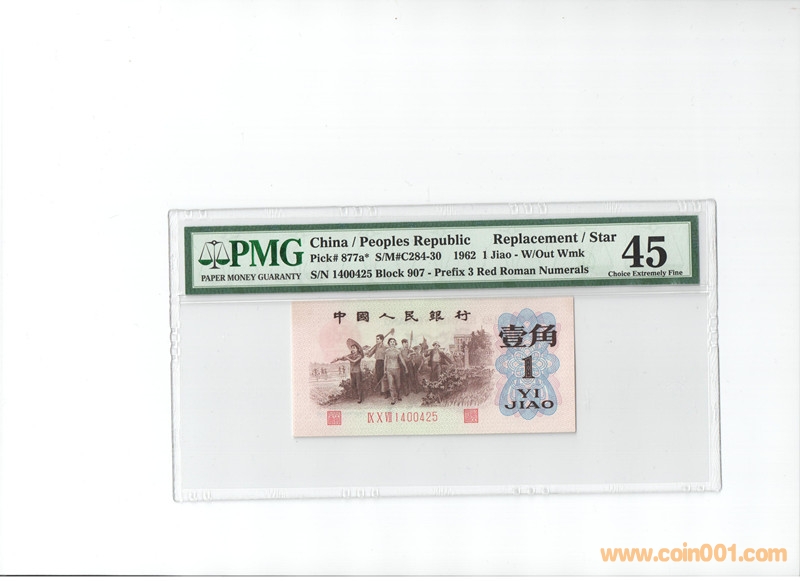 PMG
PAPER MONEY GUARANTY
China / Peoples Republic Replacement / Star
Pick# 877a* S/M#C284-30 1962 1 Jiao - W/Out Wmk
S/N 1400425 Block 907 - Prefix 3 Red Roman Numerals
45
Choice Extremely Fine
中國人民銀行
壹角
1
YI
JIAO
IX X VII 1400425
www.coin001.com